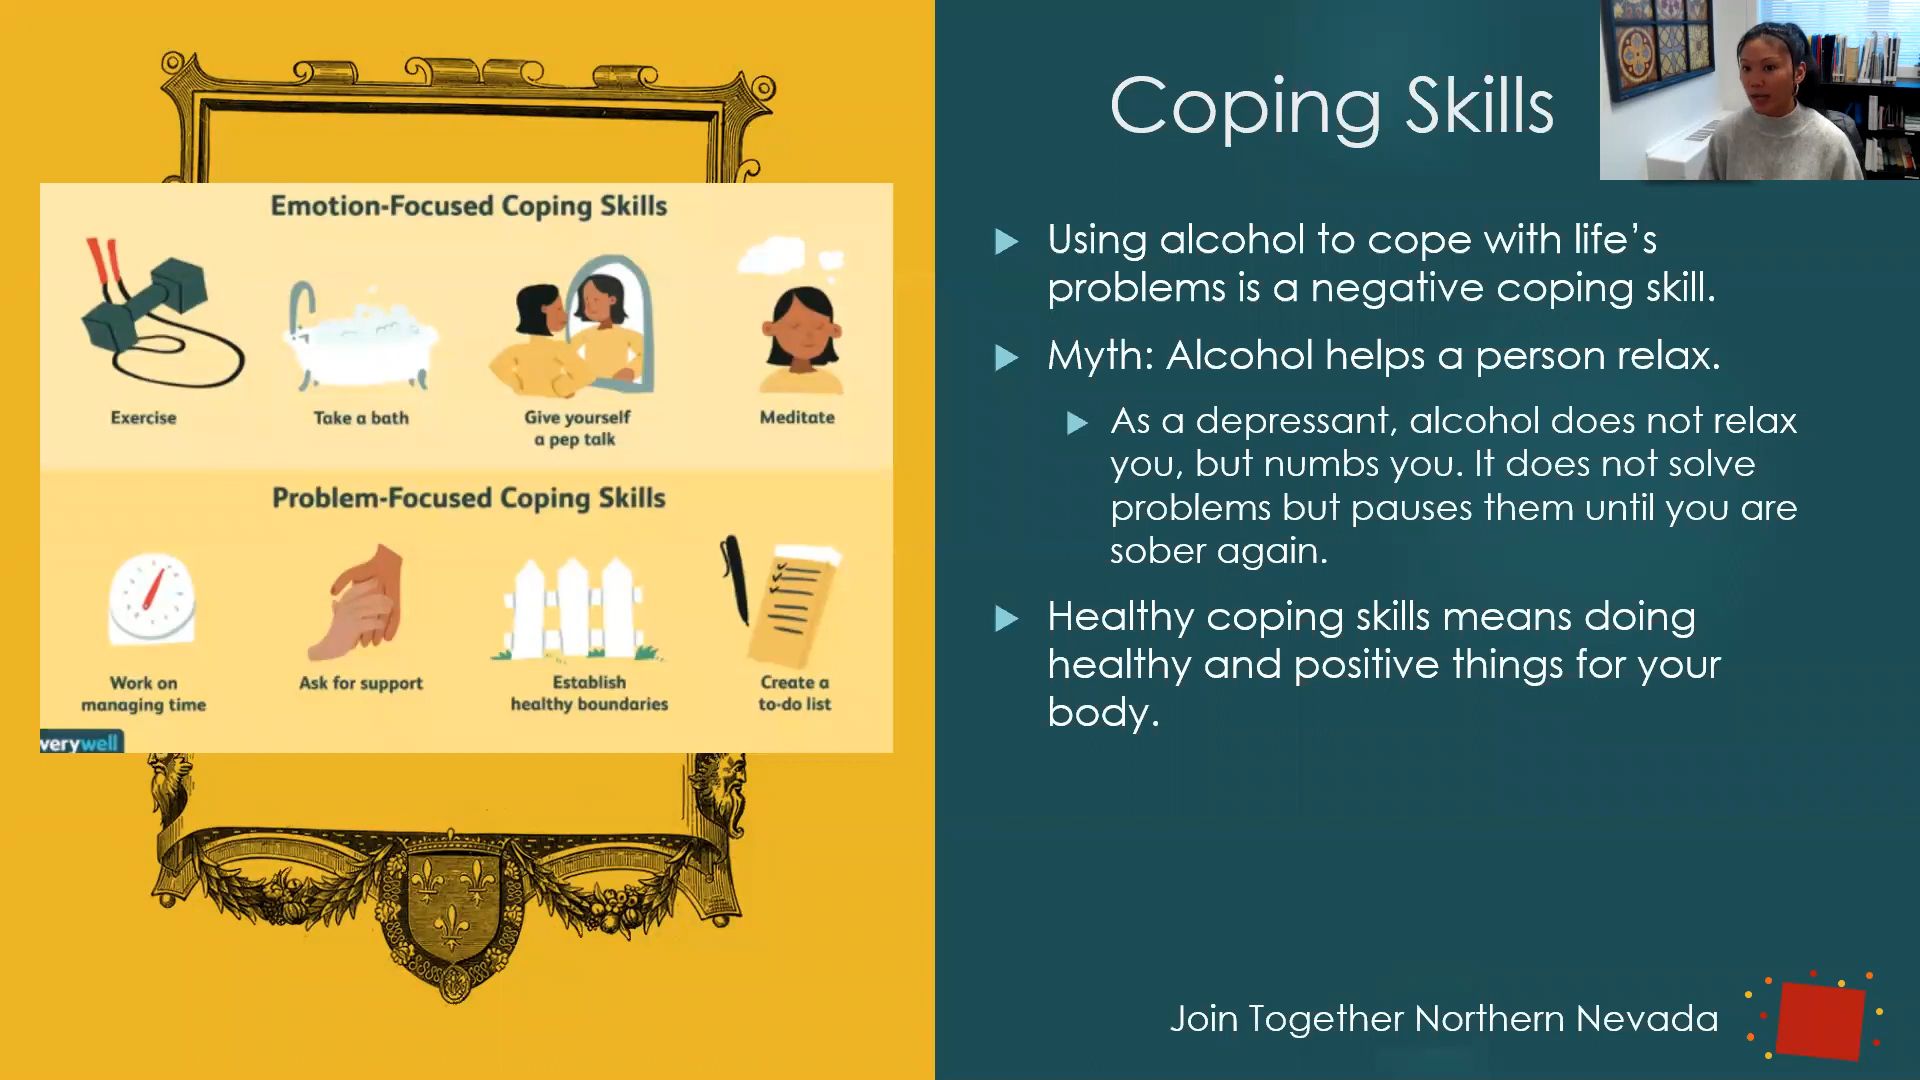 Emotion-Focused Coping Skills
Exercise
Take a bath
Give yourself
a pep talk
Meditate
Problem-Focused Coping Skills
Work on
managing time
Ask for support
Establish
healthy boundaries
Create a
to-do list
verywell
Coping Skills
Using alcohol to cope with life’s
problems is a negative coping skill.
Myth: Alcohol helps a person relax.
As a depressant, alcohol does not relax
you, but numbs you. It does not solve
problems but pauses them until you are
sober again.
Healthy coping skills means doing
healthy and positive things for your
body.
Join Together Northern Nevada